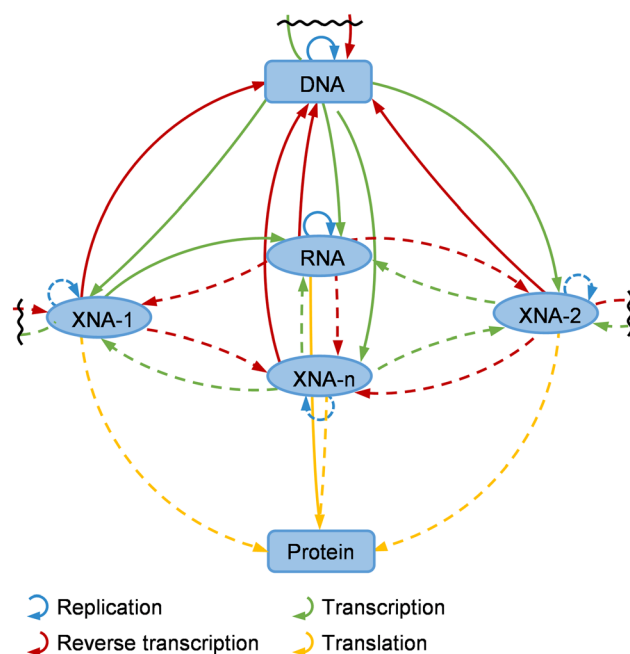 DNA
RNA
XNA-1
XNA-2
XNA-n
Protein
Replication
Transcription
Reverse transcription
Translation